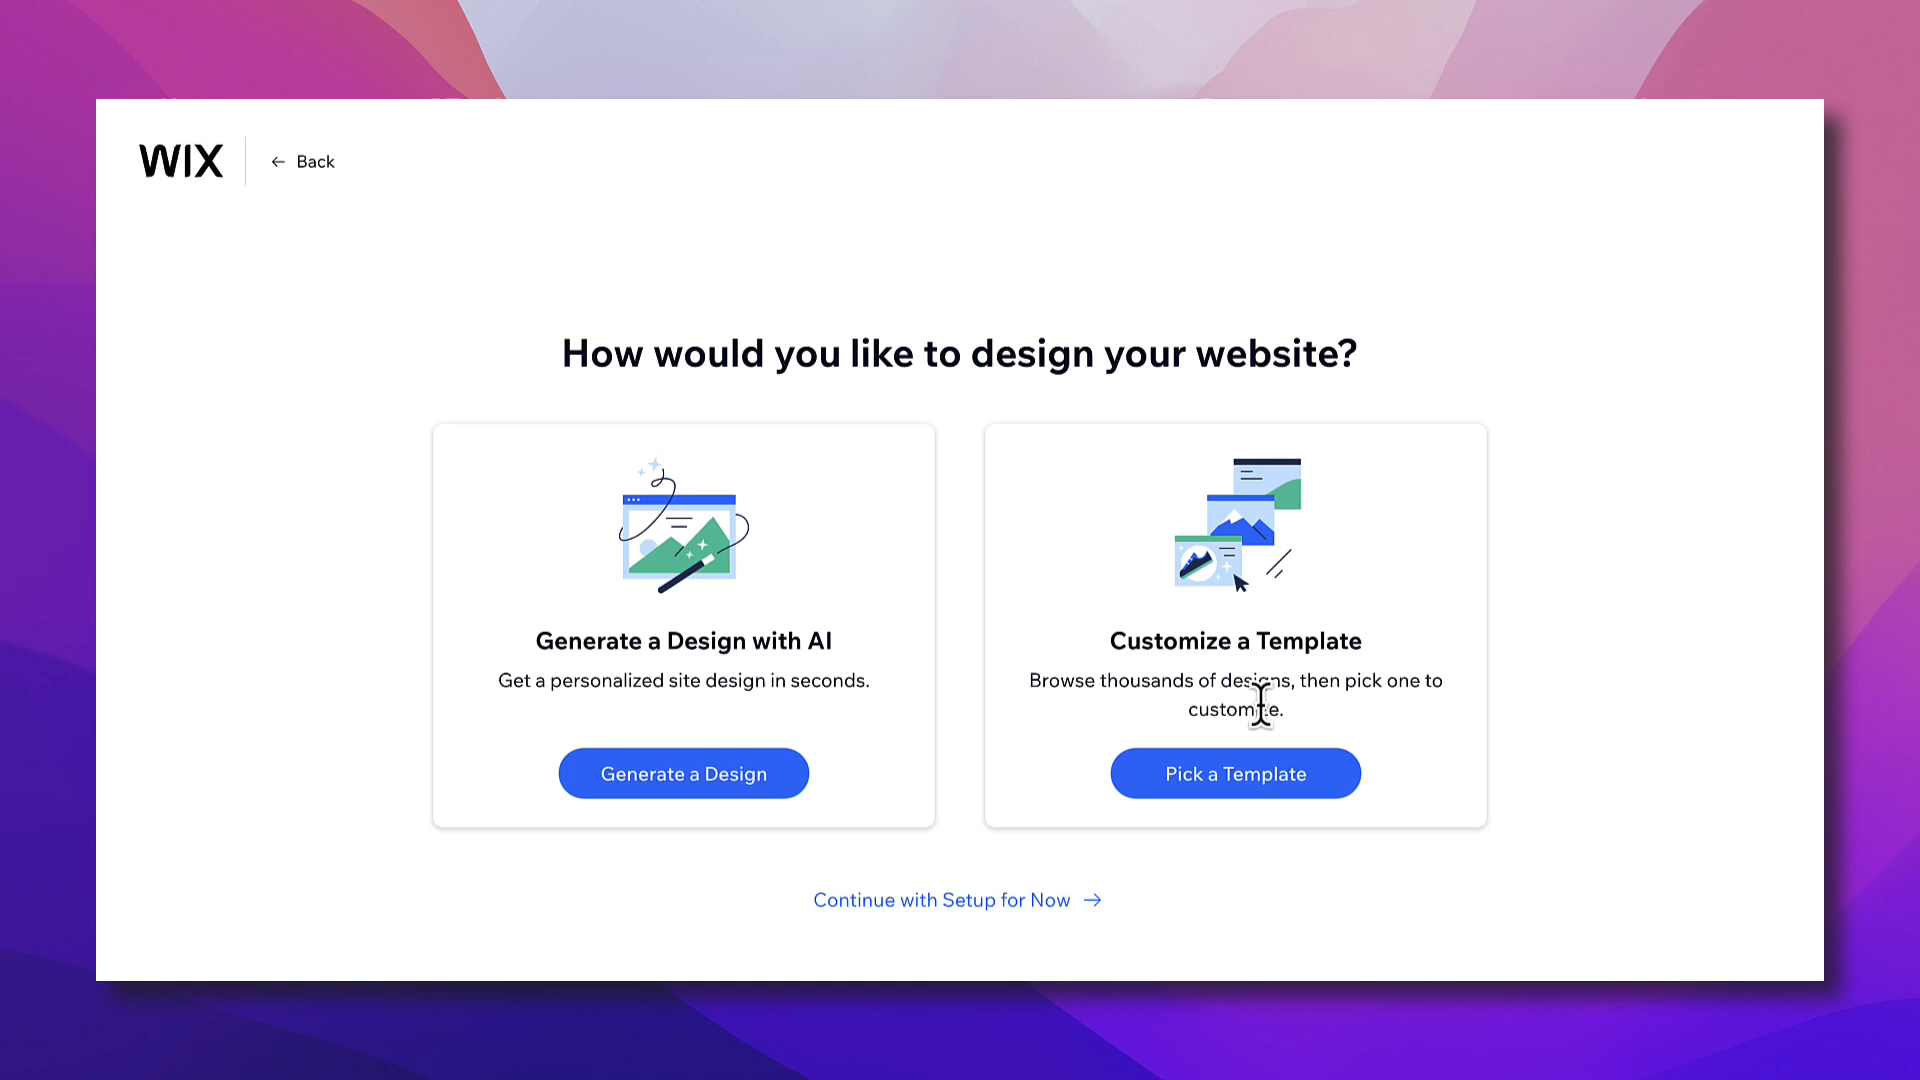 WIX
← Back
How would you like to design your website?
Generate a Design with AI
Get a personalized site design in seconds.
Generate a Design
Customize a Template
Browse thousands of designs, then pick one to
customize.
Pick a Template
Continue with Setup for Now →